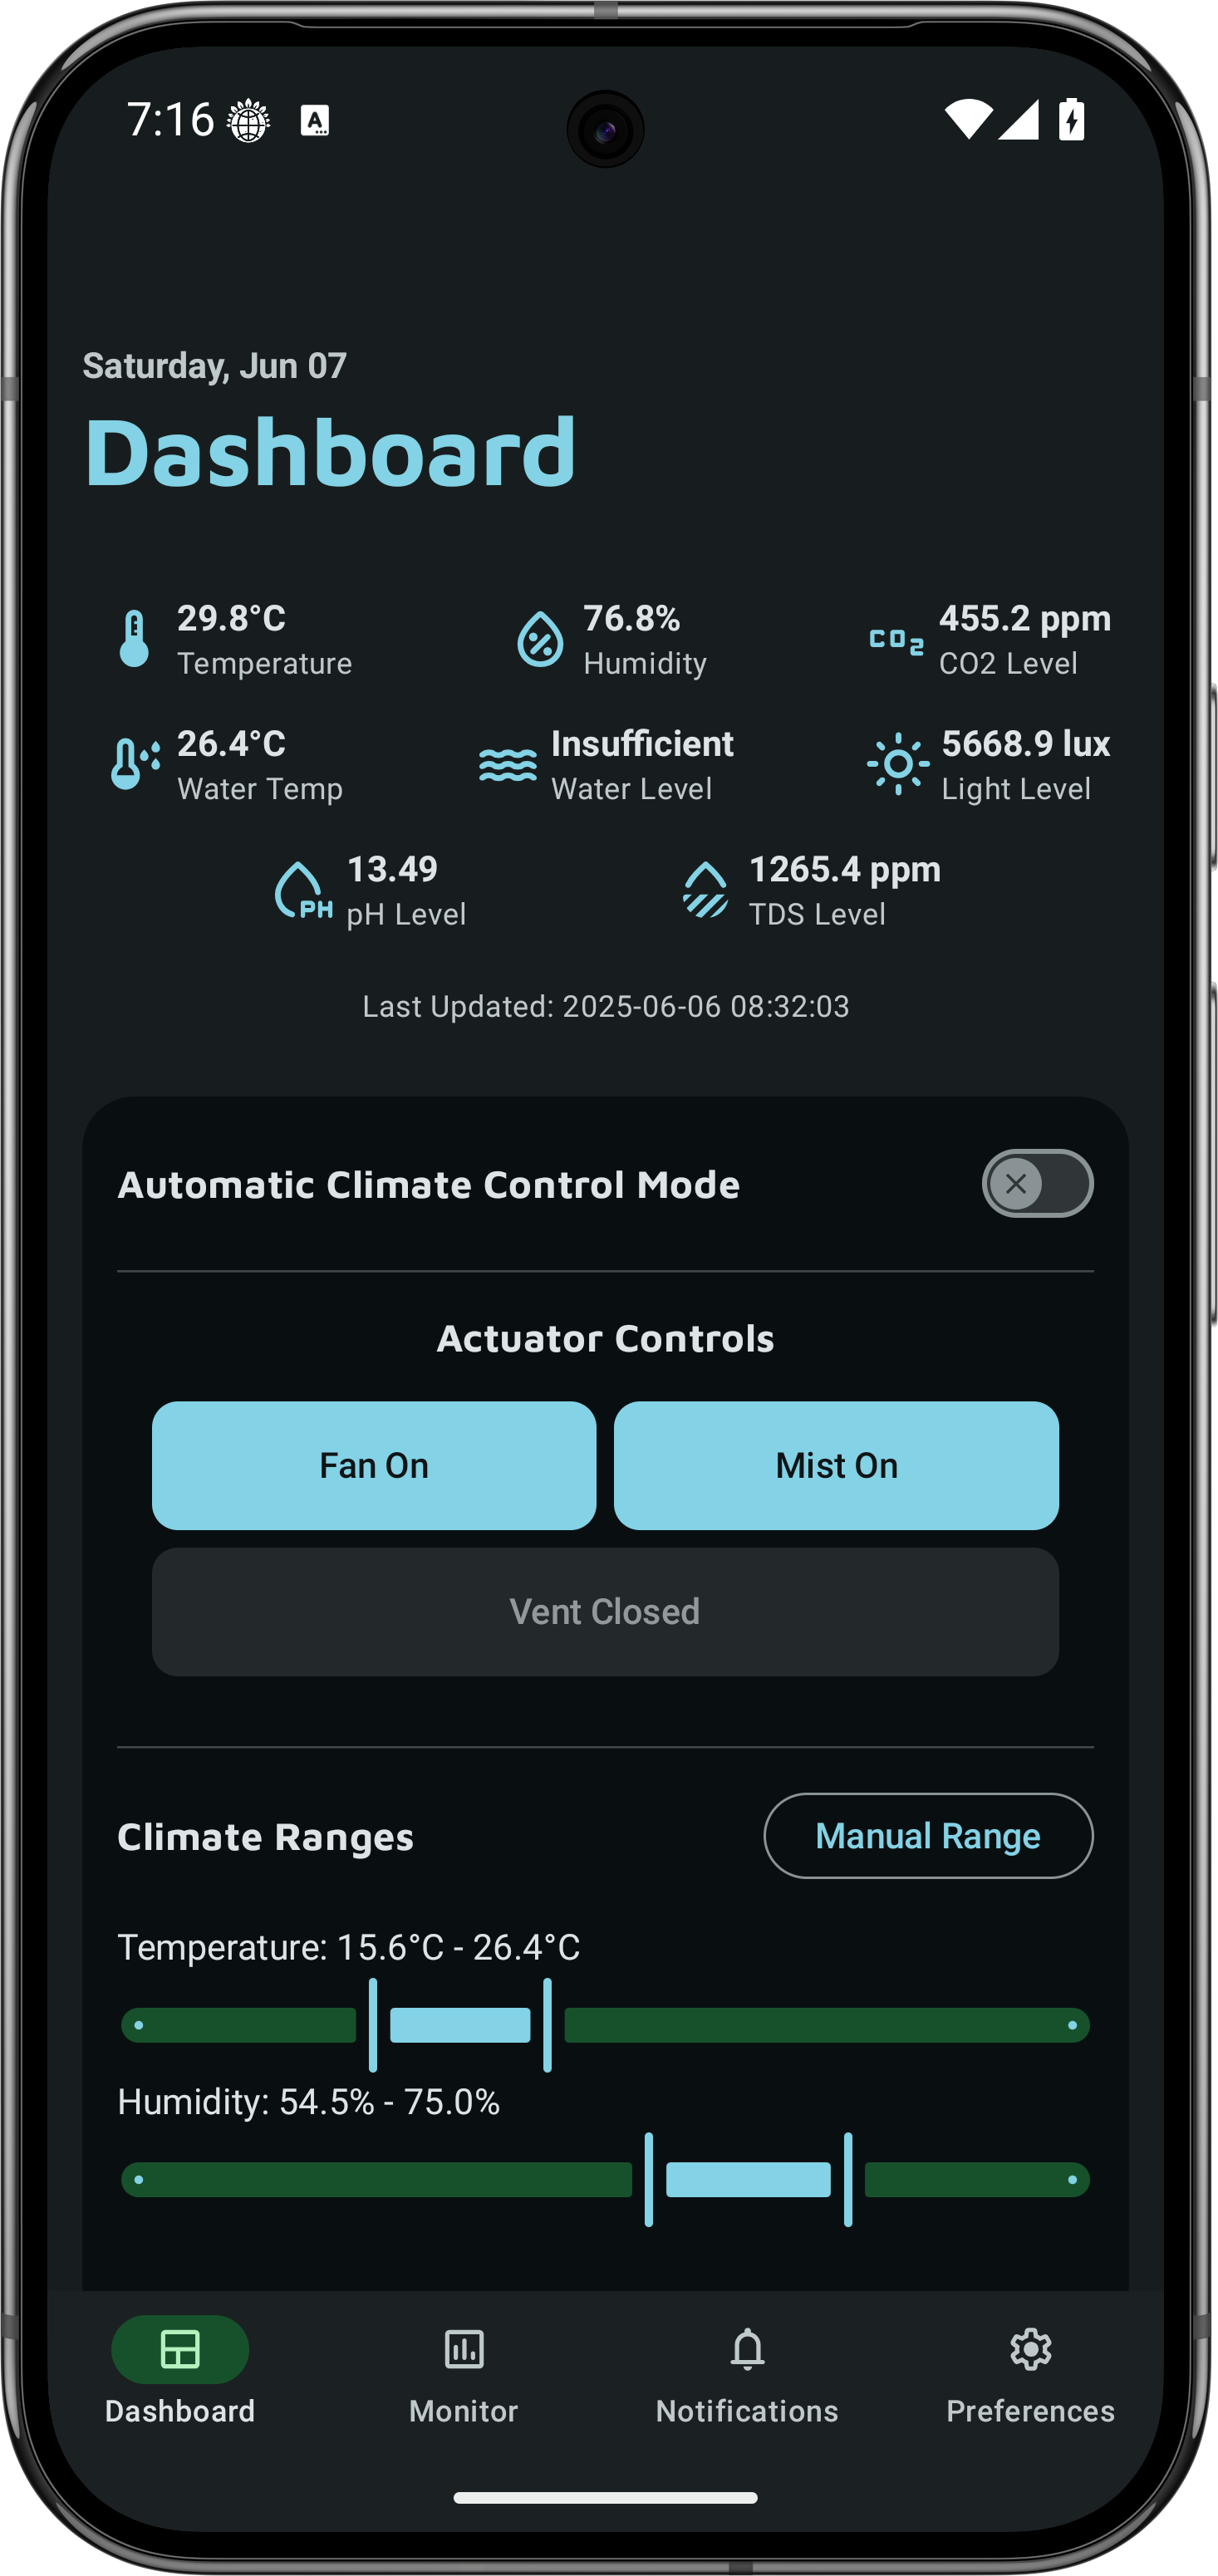 7:16
Saturday, Jun 07
Dashboard
29.8°C
Temperature
76.8%
Humidity
CO2
455.2 ppm
CO2 Level
26.4°C
Water Temp
Insufficient
Water Level
5668.9 lux
Light Level
PH
13.49
pH Level
1265.4 ppm
TDS Level
Last Updated: 2025-06-06 08:32:03
Automatic Climate Control Mode
Actuator Controls
Fan On
Mist On
Vent Closed
Climate Ranges
Manual Range
Temperature: 15.6°C - 26.4°C
Humidity: 54.5% - 75.0%
Dashboard
Monitor
Notifications
Preferences